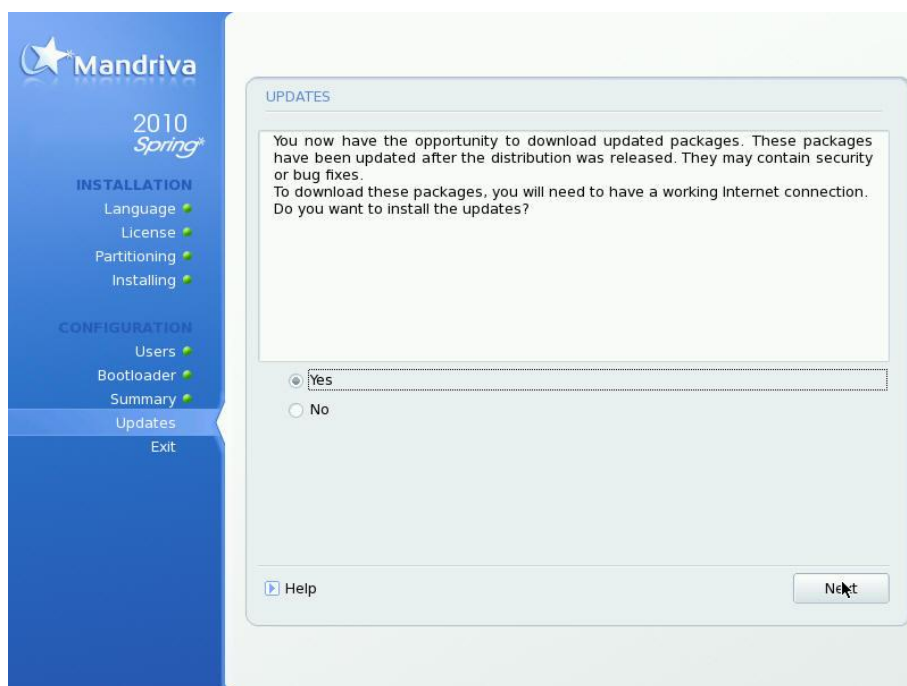 Mandriva
2010
Spring*
INSTALLATION
Language
License
Partitioning
Installing
CONFIGURATION
Users
Bootloader
Summary
Updates
Exit
UPDATES
You now have the opportunity to download updated packages. These packages
have been updated after the distribution was released. They may contain security
or bug fixes.
To download these packages, you will need to have a working Internet connection.
Do you want to install the updates?
Yes
No
Help
Next